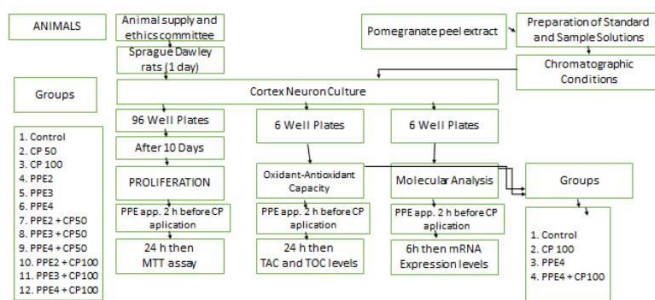 ANIMALS
Animal supply and
ethics committee
Sprague Dawley
rats (1 day)
Pomegranate peel extract
Preparation of Standard
and Sample Solutions
Chromatographic
Conditions
Cortex Neuron Culture
Groups
1. Control
2. CP 50
3. CP 100
4. PPE2
5. PPE3
6. PPE4
7. PPE2 + CP50
8. PPE3 + CP50
9. PPE4 + CP50
10. PPE2 + CP100
11. PPE3 + CP100
12. PPE4 + CP100
96 Well Plates
After 10 Days
PROLIFERATION
PPE app. 2 h before CP
aplication
24 h then
MTT assay
6 Well Plates
Oxidant-Antioxidant
Capacity
PPE app. 2 h before CP
aplication
24 h then
TAC and TOC levels
6 Well Plates
Molecular Analysis
PPE app. 2 h before CP
aplication
6h then mRNA
Expression levels
Groups
1. Control
2. CP 100
3. PPE4
4. PPE4 + CP100